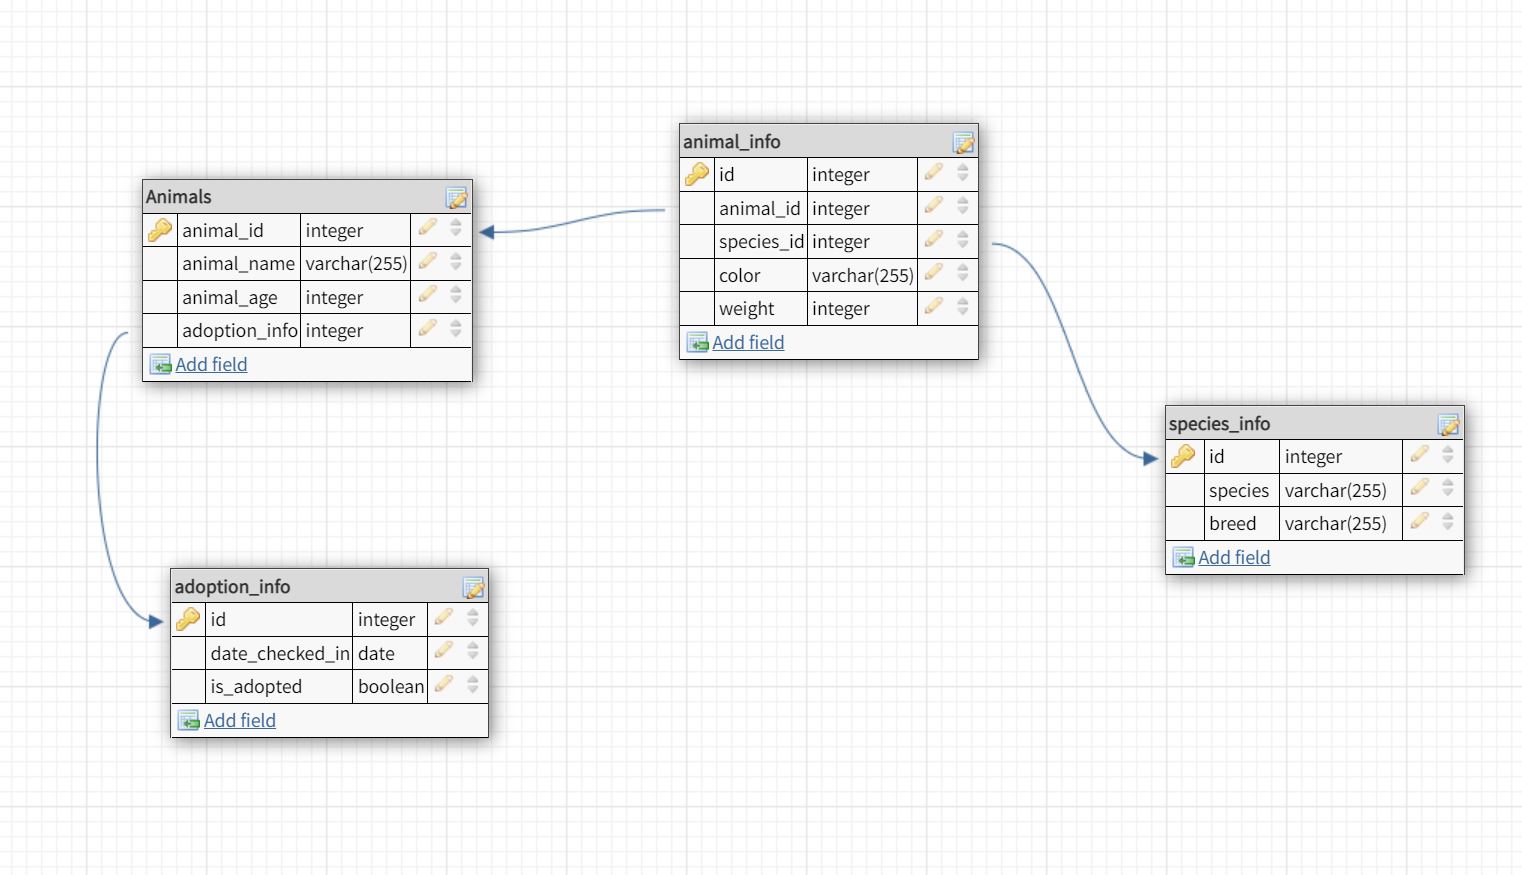 animal_info
id integer
animal_id integer
species_id integer
color varchar(255)
weight integer
Add field
Animals
animal_id integer
animal_name varchar(255)
animal_age integer
adoption_info integer
Add field
species_info
id integer
species varchar(255)
breed varchar(255)
Add field
adoption_info
id integer
date_checked_in date
is_adopted boolean
Add field